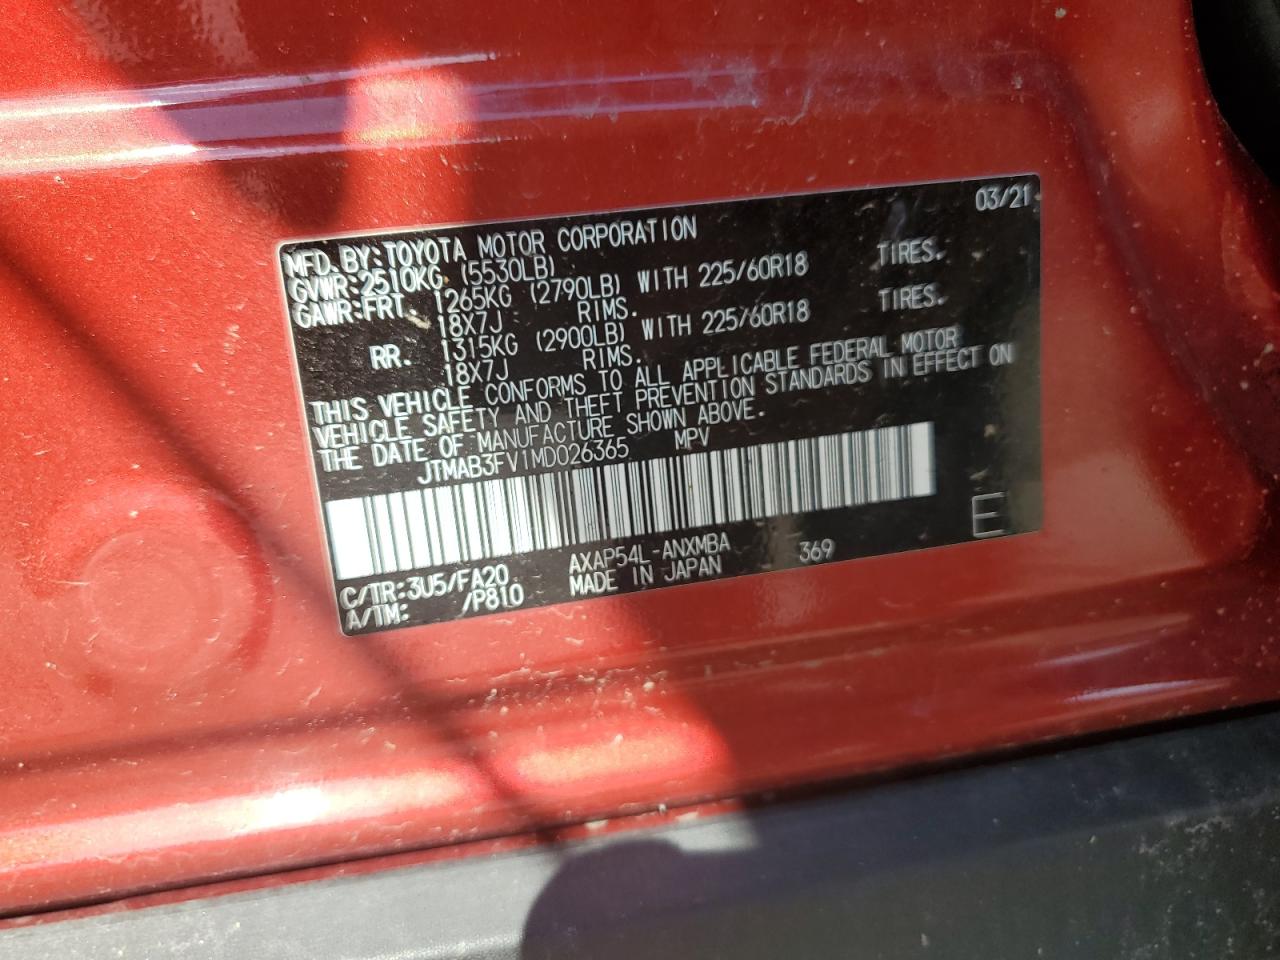 03/21
MFD. BY: TOYOTA MOTOR CORPORATION
GVWR: 2510KG (5530LB)
GAWR: FRT. 1265KG (2790LB) WITH 225/60R18 TIRES.
18X7J RIMS.
RR. 1315KG (2900LB) WITH 225/60R18 TIRES.
18X7J RIMS.
THIS VEHICLE CONFORMS TO ALL APPLICABLE FEDERAL MOTOR
VEHICLE SAFETY AND THEFT PREVENTION STANDARDS IN EFFECT ON
THE DATE OF MANUFACTURE SHOWN ABOVE.
JTMAB3FV1MD026365 MPV
E
C/TR: 3U5/FA20 AXAP54L-ANXMBA 369
A/TM: /P810 MADE IN JAPAN